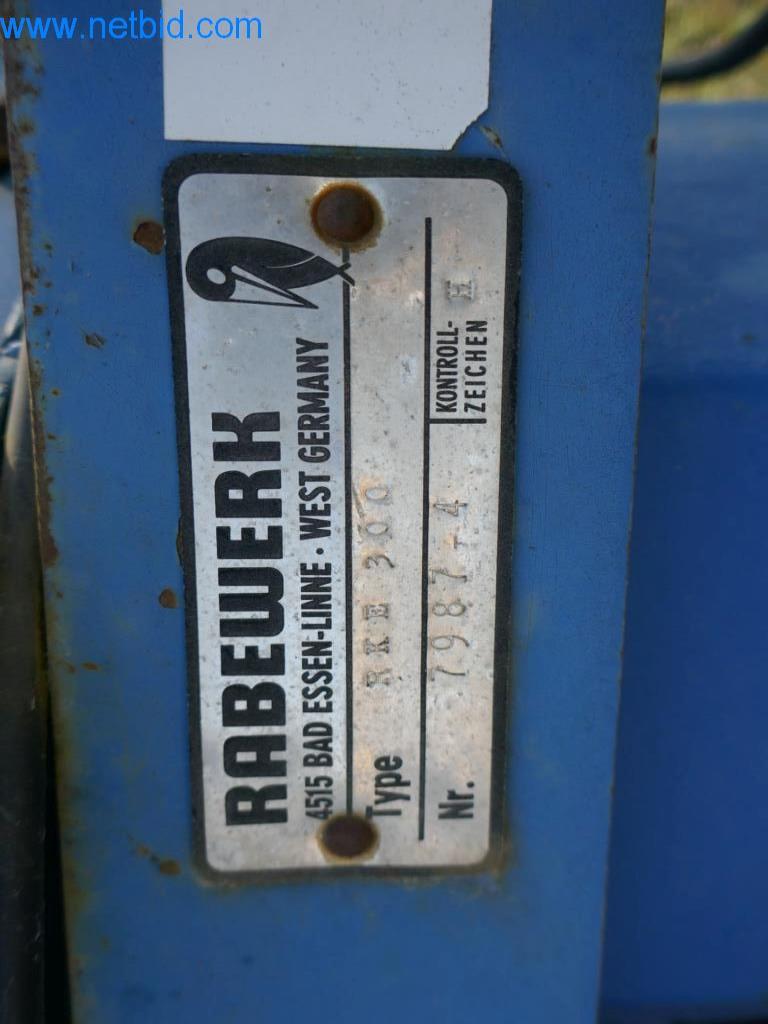 www.netbid.com
RABEWERK
4515 BAD ESSEN-LINNE · WEST GERMANY
Type RKE 300
Nr. 7987-4 KONTROLL-
ZEICHEN H